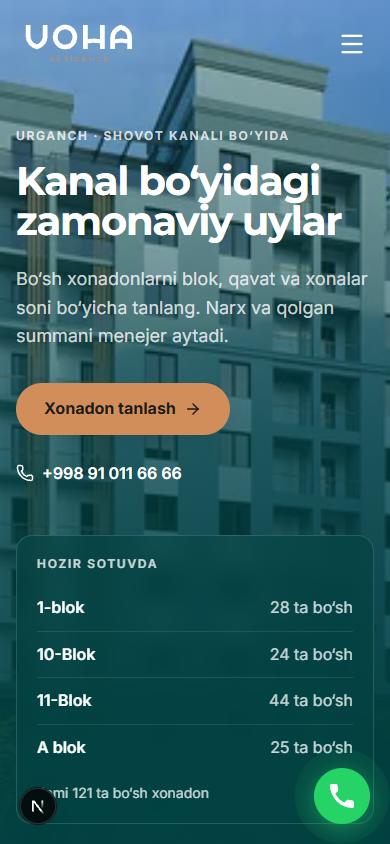 VOHA
RESIDENCE
URGANCH · SHOVOT KANALI BO‘YIDA
Kanal bo‘yidagi
zamonaviy uylar
Bo‘sh xonadonlarni blok, qavat va xonalar
soni bo‘yicha tanlang. Narx va qolgan
summani menejer aytadi.
Xonadon tanlash →
+998 91 011 66 66
HOZIR SOTUVDA
1-blok 28 ta bo‘sh
10-Blok 24 ta bo‘sh
11-Blok 44 ta bo‘sh
A blok 25 ta bo‘sh
N
121 ta bo‘sh xonadon